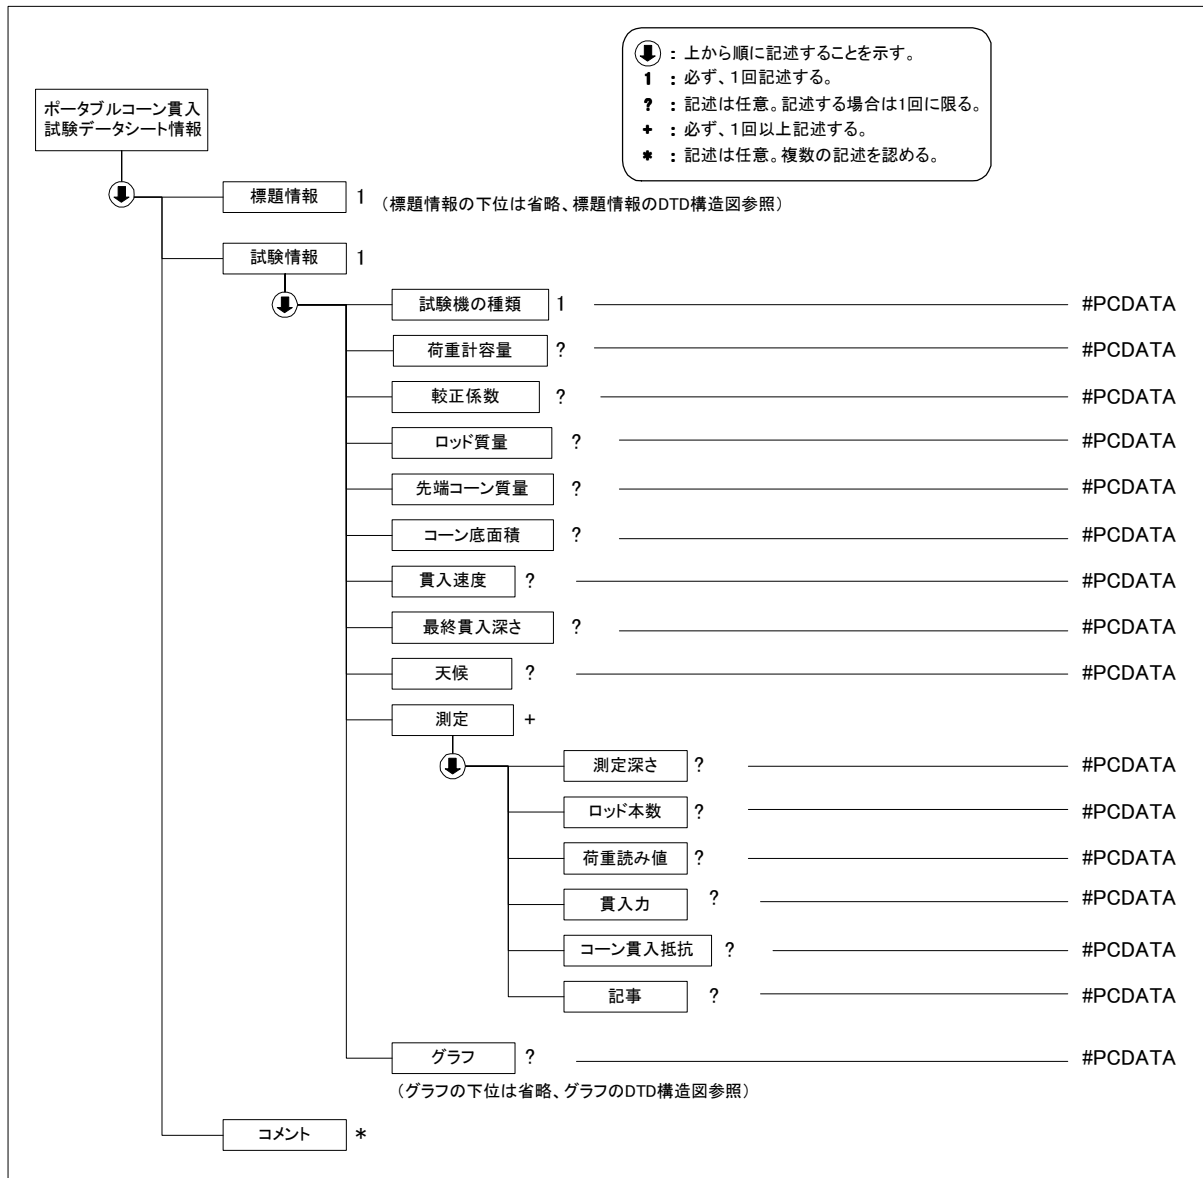 ： 上から順に記述することを示す。
1 ： 必ず、1回記述する。
? ： 記述は任意。記述する場合は1回に限る。
+ ： 必ず、1回以上記述する。
* ： 記述は任意。複数の記述を認める。
ポータブルコーン貫入
試験データシート情報
標題情報 1 （標題情報の下位は省略、標題情報のDTD構造図参照）
試験情報 1
試験機の種類 1 #PCDATA
荷重計容量 ? #PCDATA
較正係数 ? #PCDATA
ロッド質量 ? #PCDATA
先端コーン質量 ? #PCDATA
コーン底面積 ? #PCDATA
貫入速度 ? #PCDATA
最終貫入深さ ? #PCDATA
天候 ? #PCDATA
測定 +
測定深さ ? #PCDATA
ロッド本数 ? #PCDATA
荷重読み値 ? #PCDATA
貫入力 ? #PCDATA
コーン貫入抵抗 ? #PCDATA
記事 ? #PCDATA
グラフ ? #PCDATA
（グラフの下位は省略、グラフのDTD構造図参照）
コメント *